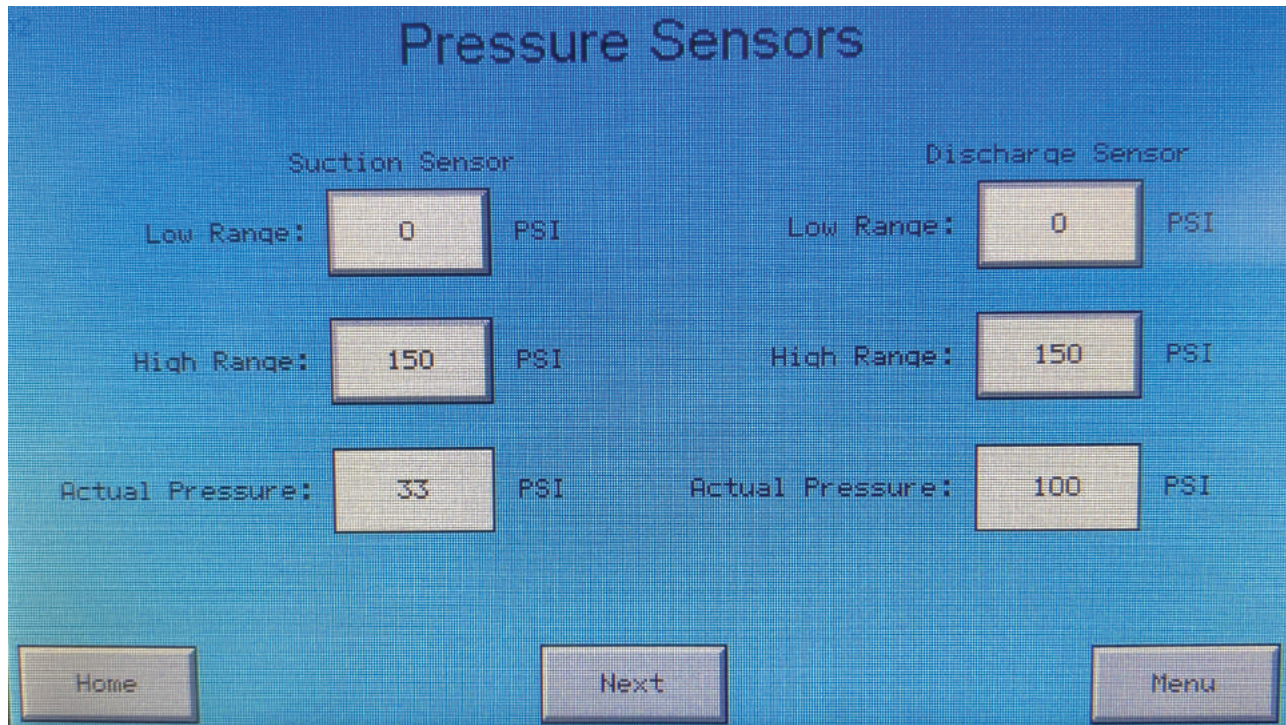 Pressure Sensors
Suction Sensor
Low Range: 0 PSI
High Range: 150 PSI
Actual Pressure: 33 PSI
Discharge Sensor
Low Range: 0 PSI
High Range: 150 PSI
Actual Pressure: 100 PSI
Home
Next
Menu